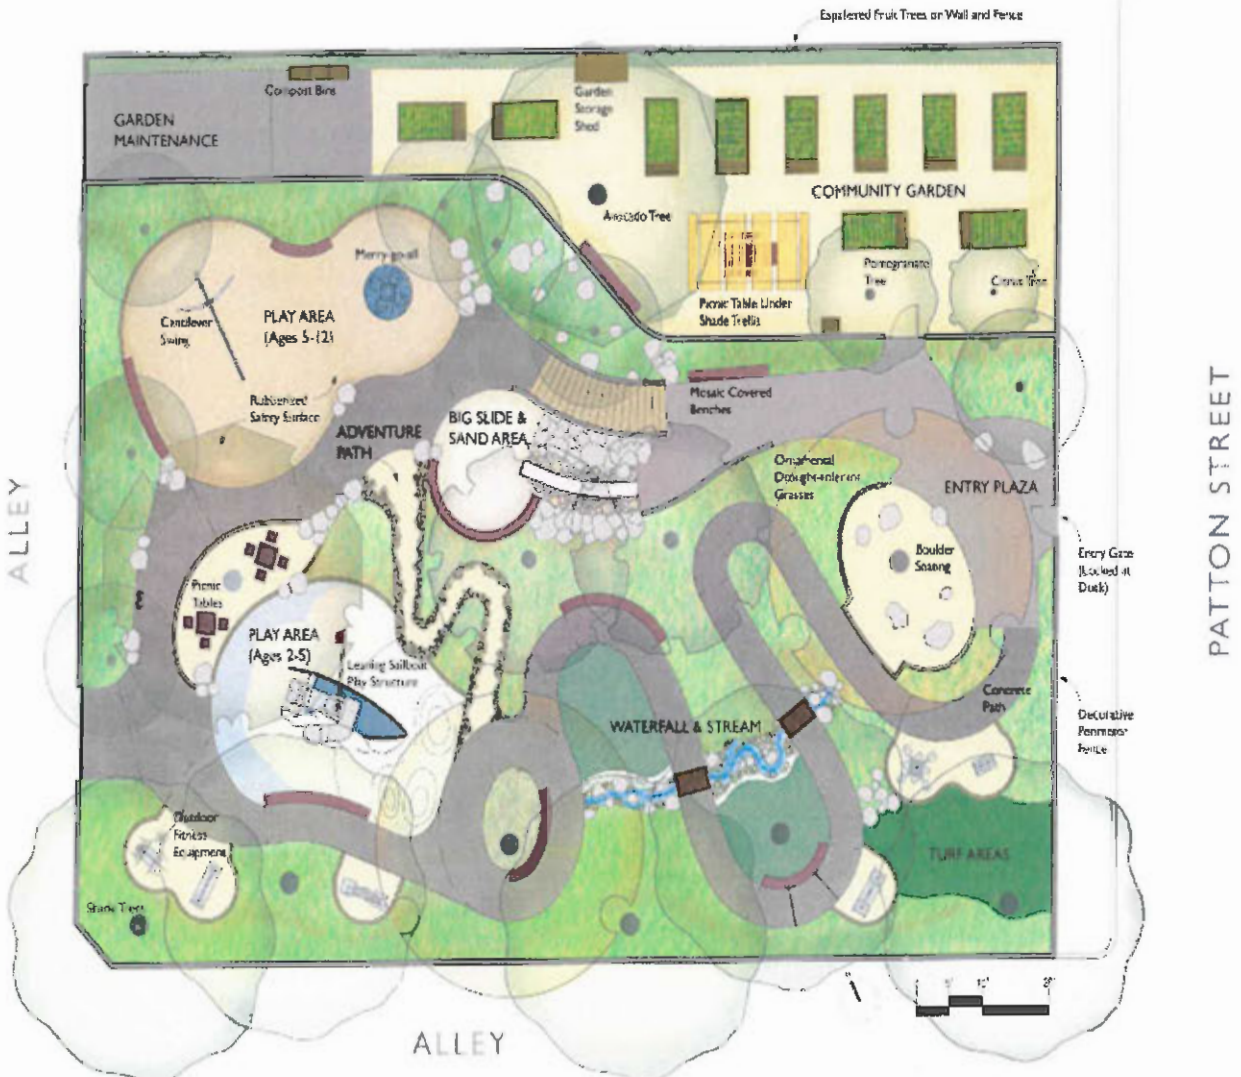 Espaliered Fruit Trees on Wall and Fence
Compost Bins
Garden
Storage
Shed
GARDEN
MAINTENANCE
COMMUNITY GARDEN
Avocado Tree
Merry-go-all
Pomegranate
Tree
Citrus Tree
Picnic Table Under
Shade Trellis
Cantilever
Swing
PLAY AREA
(Ages 5-12)
Rubberized
Safety Surface
Mosaic Covered
Benches
BIG SLIDE &
SAND AREA
ADVENTURE
PATH
Ornamental
Drought-tolerant
Grasses
ENTRY PLAZA
PATTON STREET
ALLEY
Boulder
Seating
Entry Gate
(Locked at
Dusk)
Picnic
Tables
PLAY AREA
(Ages 2-5)
Leaning Sailboat
Play Structure
Concrete
Path
WATERFALL & STREAM
Decorative
Perimeter
Fence
Outdoor
Fitness
Equipment
TURF AREAS
Shade Trees
ALLEY